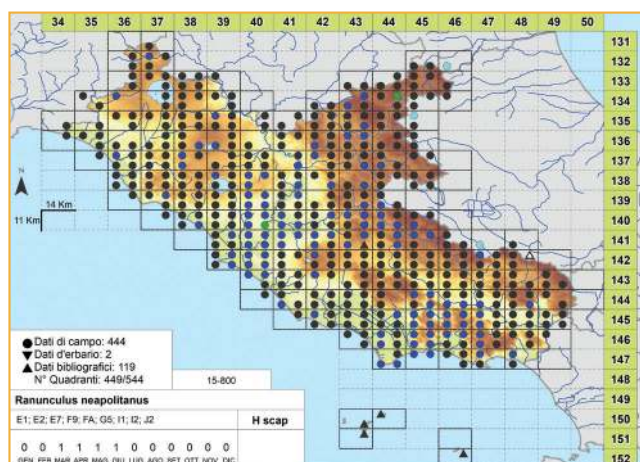 34 35 36 37 38 39 40 41 42 43 44 45 46 47 48 49 50
131
132
133
134
135
136
137
138
139
140
141
142
143
144
145
146
147
148
149
150
151
152
N
14 Km
11 Km
Dati di campo: 444
Dati d'erbario: 2
Dati bibliografici: 119
N° Quadranti: 449/544
15-800
Ranunculus neapolitanus
E1; E2; E7; F9; FA; G5; I1; I2; J2 H scap
0 0 1 1 1 1 0 0 0 0 0 0
GEN FEB MAR APR MAG GIU LUG AGO SET OTT NOV DIC